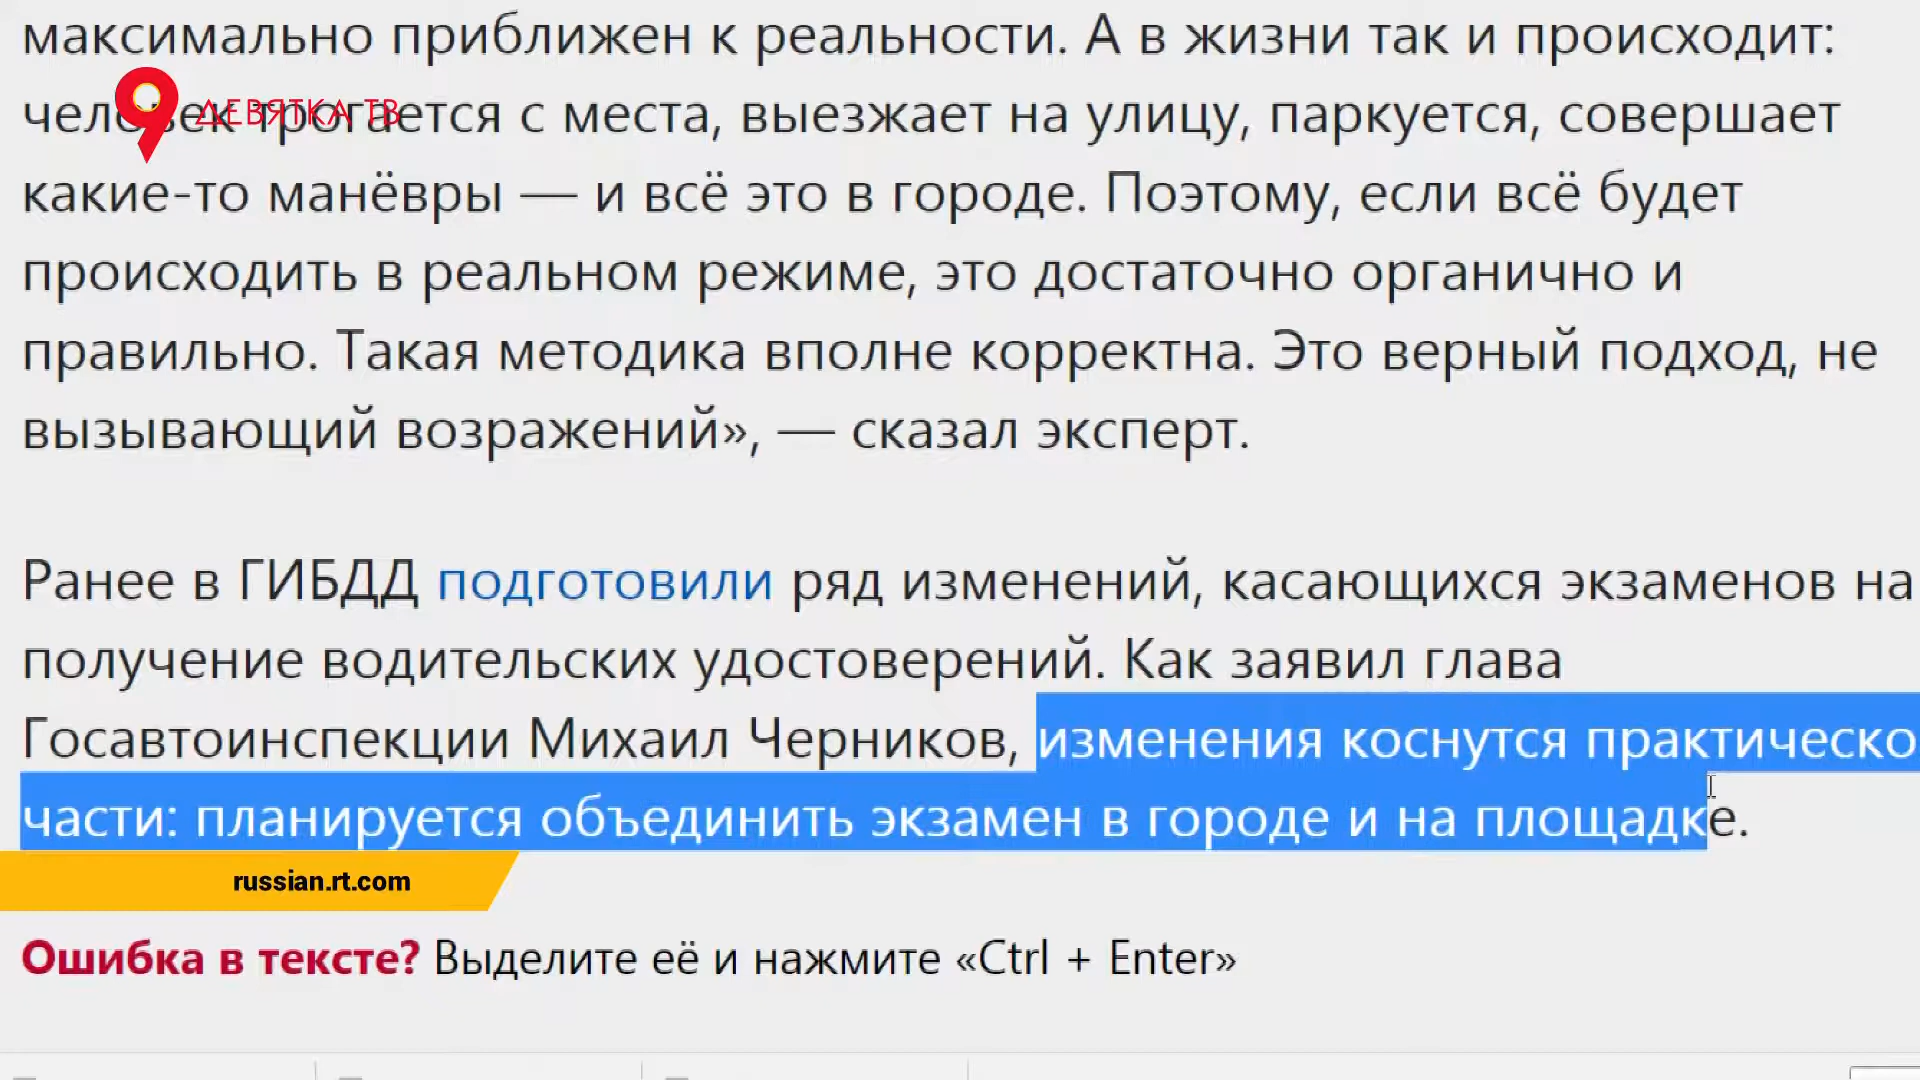 максимально приближен к реальности. А в жизни так и происходит:
ДЕВЯТКА ТВ
человек трогается с места, выезжает на улицу, паркуется, совершает
какие-то манёвры — и всё это в городе. Поэтому, если всё будет
происходить в реальном режиме, это достаточно органично и
правильно. Такая методика вполне корректна. Это верный подход, не
вызывающий возражений», — сказал эксперт.
Ранее в ГИБДД подготовили ряд изменений, касающихся экзаменов на
получение водительских удостоверений. Как заявил глава
Госавтоинспекции Михаил Черников, изменения коснутся практическо
части: планируется объединить экзамен в городе и на площадке.
russian.rt.com
Ошибка в тексте? Выделите её и нажмите «Ctrl + Enter»